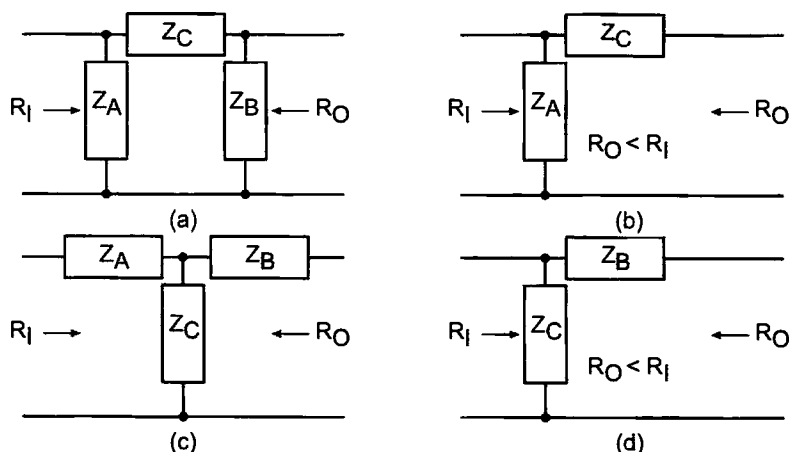 Z_C
Z_A
Z_B
R_I
R_O
(a)
Z_C
Z_A
R_I
R_O
R_O < R_I
(b)
Z_A
Z_B
Z_C
R_I
R_O
(c)
Z_B
Z_C
R_I
R_O
R_O < R_I
(d)